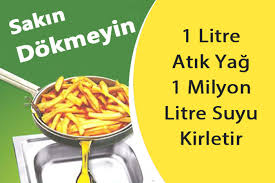 Sakın
Dökmeyin
1 Litre
Atık Yağ
1 Milyon
Litre Suyu
Kirletir